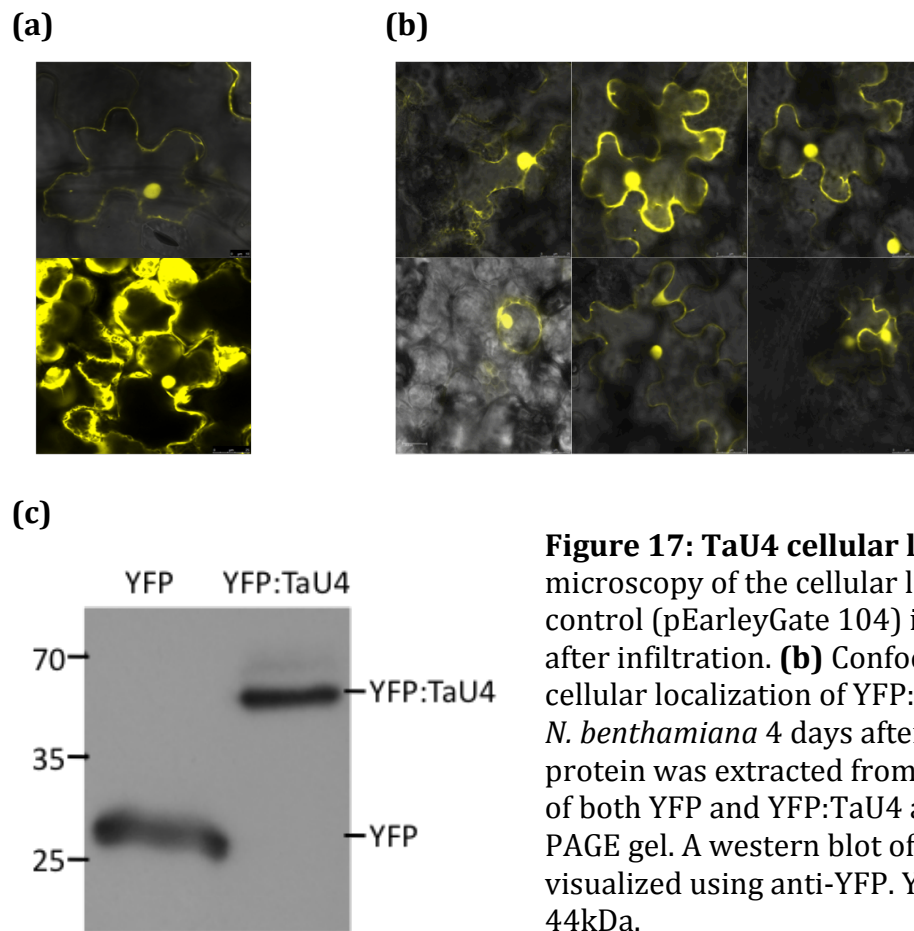 (a)
(b)
(c)
YFP YFP:TaU4
70
YFP:TaU4
35
YFP
25
Figure 17: TaU4 cellular l
microscopy of the cellular l
control (pEarleyGate 104) i
after infiltration. (b) Confoc
cellular localization of YFP:
N. benthamiana 4 days after
protein was extracted from
of both YFP and YFP:TaU4 a
PAGE gel. A western blot of
visualized using anti-YFP. Y
44kDa.